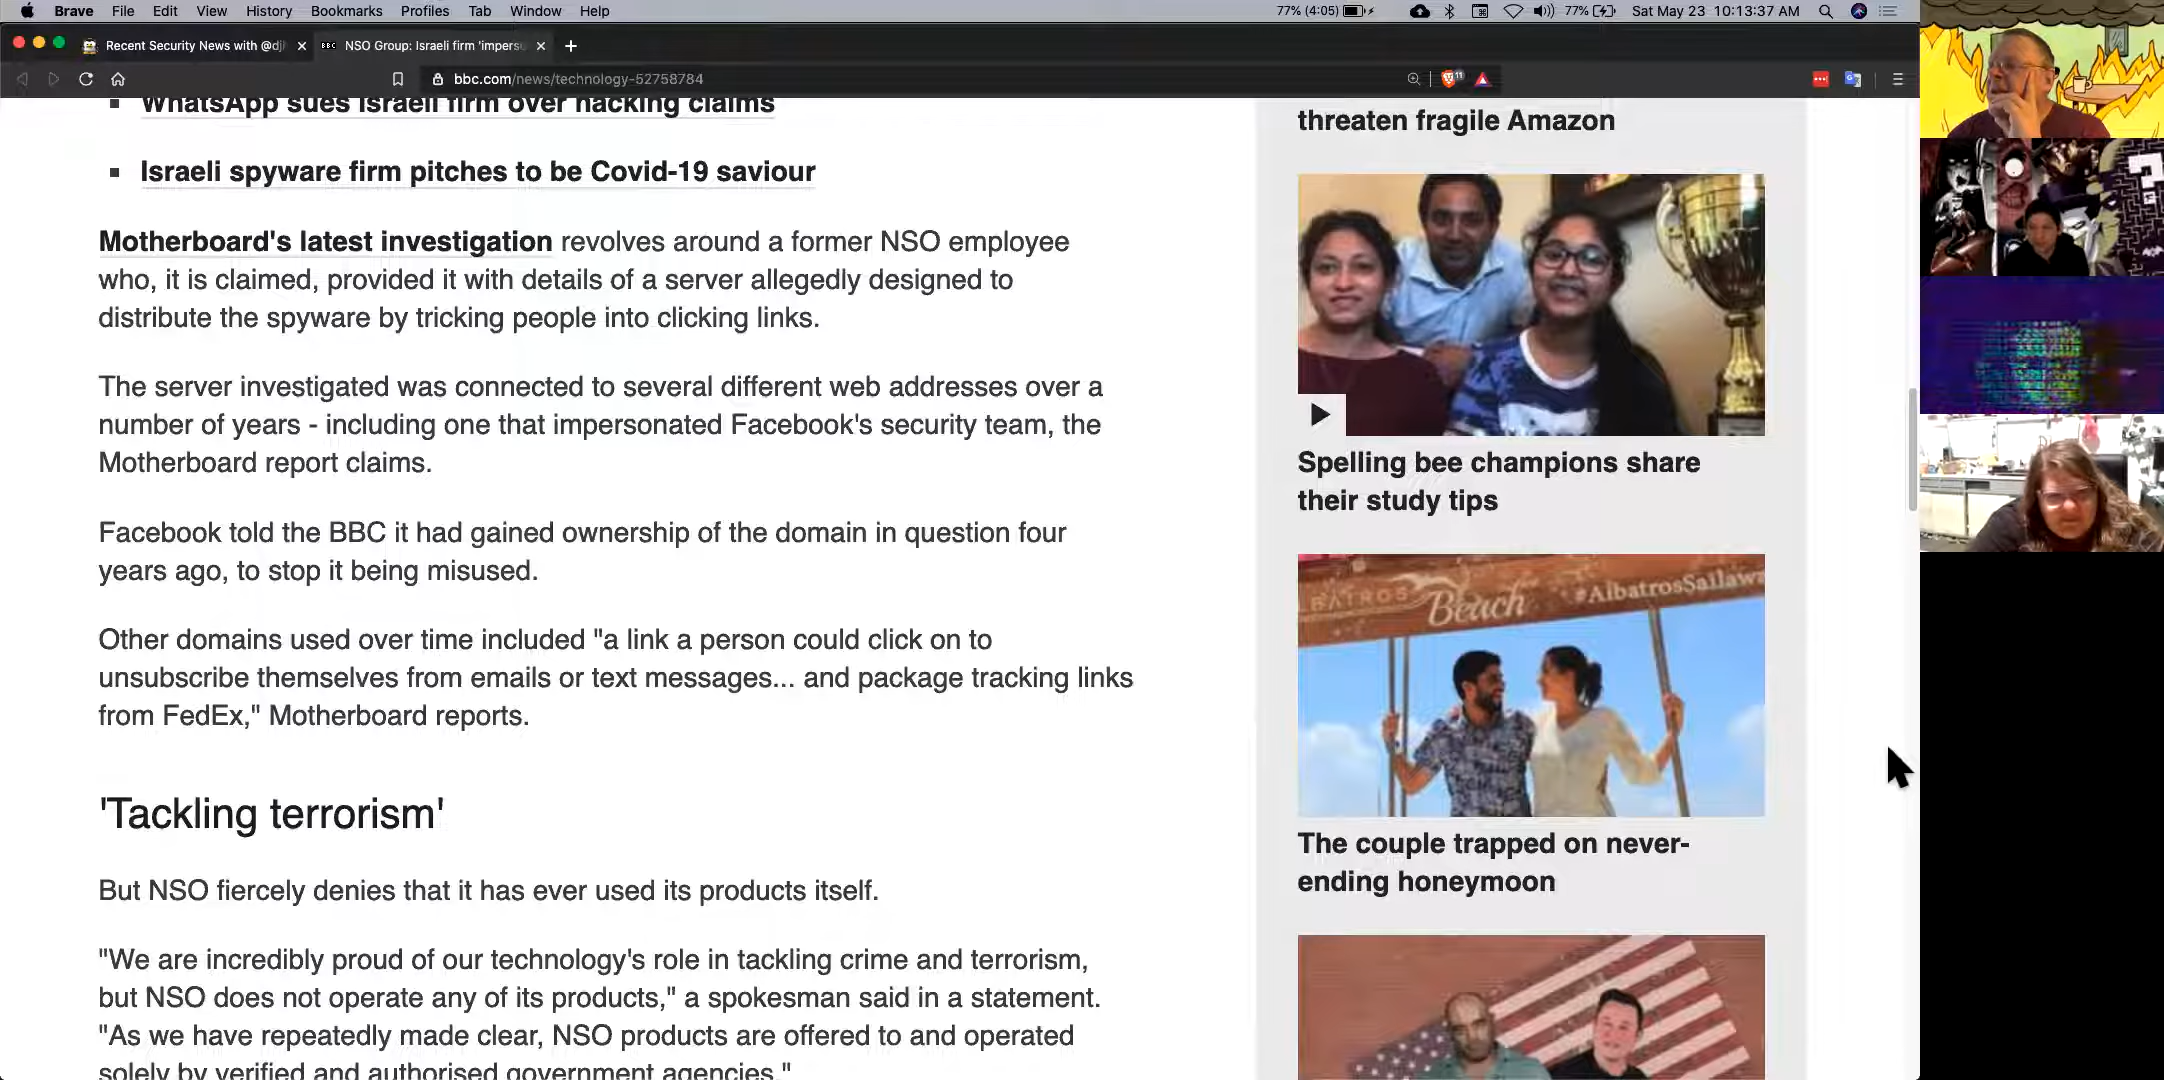 Brave File Edit View History Bookmarks Profiles Tab Window Help 77% (4:05) 77% Sat May 23 10:13:37 AM
Recent Security News with @dj
BBC NSO Group: Israeli firm 'impers
bbc.com/news/technology-52758784
11
WhatsApp sues Israeli firm over hacking claims
Israeli spyware firm pitches to be Covid-19 saviour
Motherboard's latest investigation revolves around a former NSO employee
who, it is claimed, provided it with details of a server allegedly designed to
distribute the spyware by tricking people into clicking links.
The server investigated was connected to several different web addresses over a
number of years - including one that impersonated Facebook's security team, the
Motherboard report claims.
Facebook told the BBC it had gained ownership of the domain in question four
years ago, to stop it being misused.
Other domains used over time included "a link a person could click on to
unsubscribe themselves from emails or text messages... and package tracking links
from FedEx," Motherboard reports.
'Tackling terrorism'
But NSO fiercely denies that it has ever used its products itself.
"We are incredibly proud of our technology's role in tackling crime and terrorism,
but NSO does not operate any of its products," a spokesman said in a statement.
"As we have repeatedly made clear, NSO products are offered to and operated
solely by verified and authorised government agencies."
threaten fragile Amazon
Spelling bee champions share
their study tips
LBATROS Beach #AlbatrosSailawa
The couple trapped on never-
ending honeymoon
?